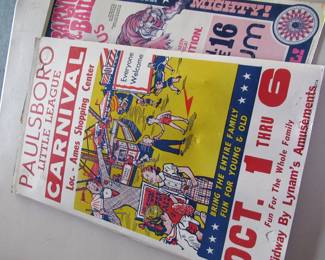 PAULSBORO
LITTLE LEAGUE
CARNIVAL
Loc. - Ames Shopping Center
Everyone
Welcome
BRING THE ENTIRE FAMILY
FUN FOR YOUNG & OLD
OCT. 1 THRU 6
Fun For The Whole Family
Midway By Lynam's Amusements
MIGHTY!
16